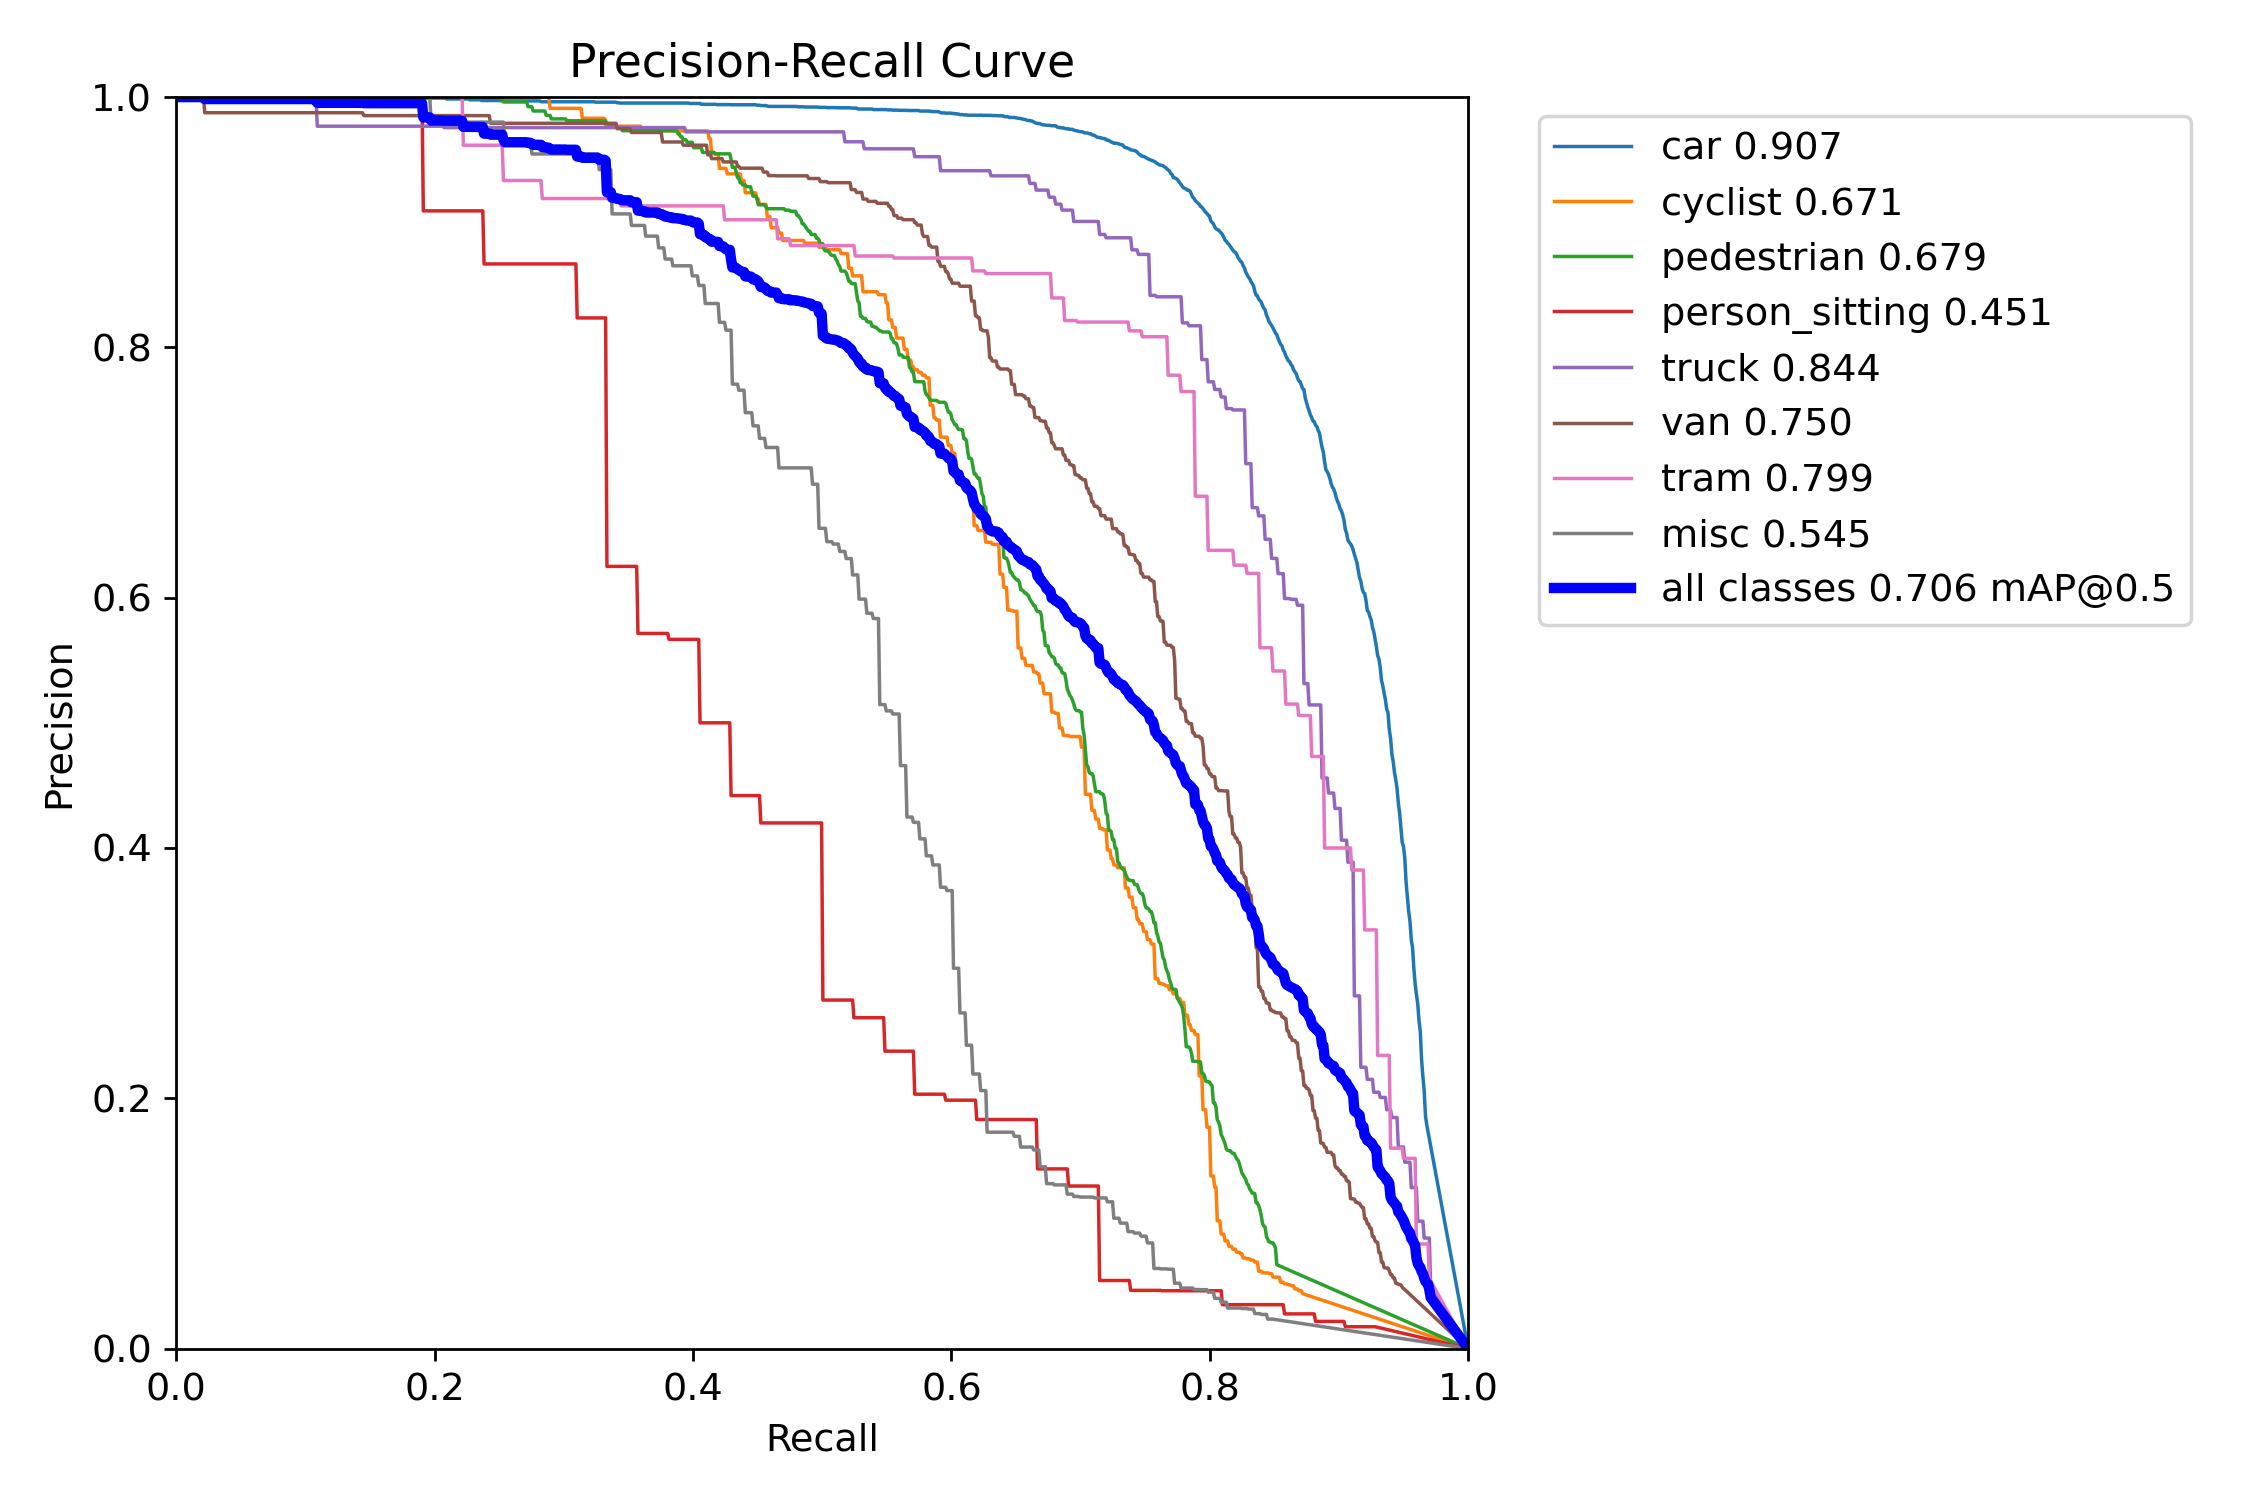 Precision-Recall Curve
1.0
0.8
0.6
0.4
0.2
0.0
Precision
0.0 0.2 0.4 0.6 0.8 1.0
Recall
car 0.907
cyclist 0.671
pedestrian 0.679
person_sitting 0.451
truck 0.844
van 0.750
tram 0.799
misc 0.545
all classes 0.706 mAP@0.5